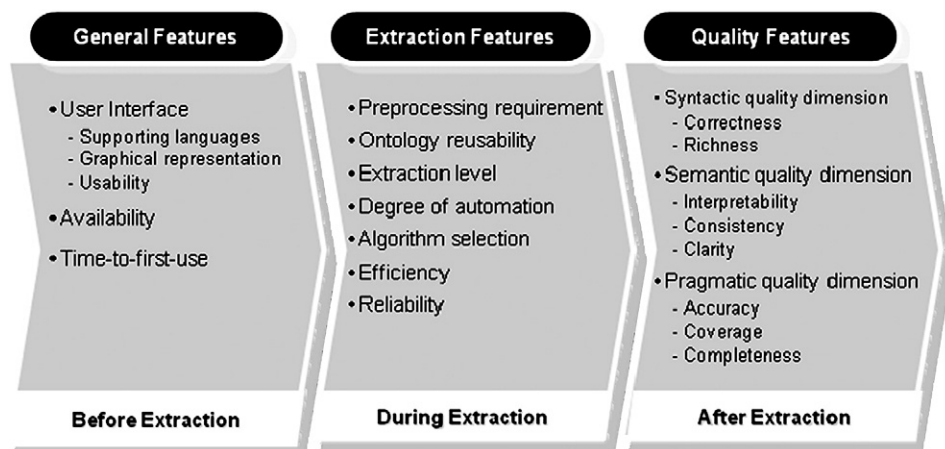 General Features
• User Interface
- Supporting languages
- Graphical representation
- Usability
• Availability
• Time-to-first-use
Before Extraction
Extraction Features
• Preprocessing requirement
• Ontology reusability
• Extraction level
• Degree of automation
• Algorithm selection
• Efficiency
• Reliability
During Extraction
Quality Features
• Syntactic quality dimension
- Correctness
- Richness
• Semantic quality dimension
- Interpretability
- Consistency
- Clarity
• Pragmatic quality dimension
- Accuracy
- Coverage
- Completeness
After Extraction